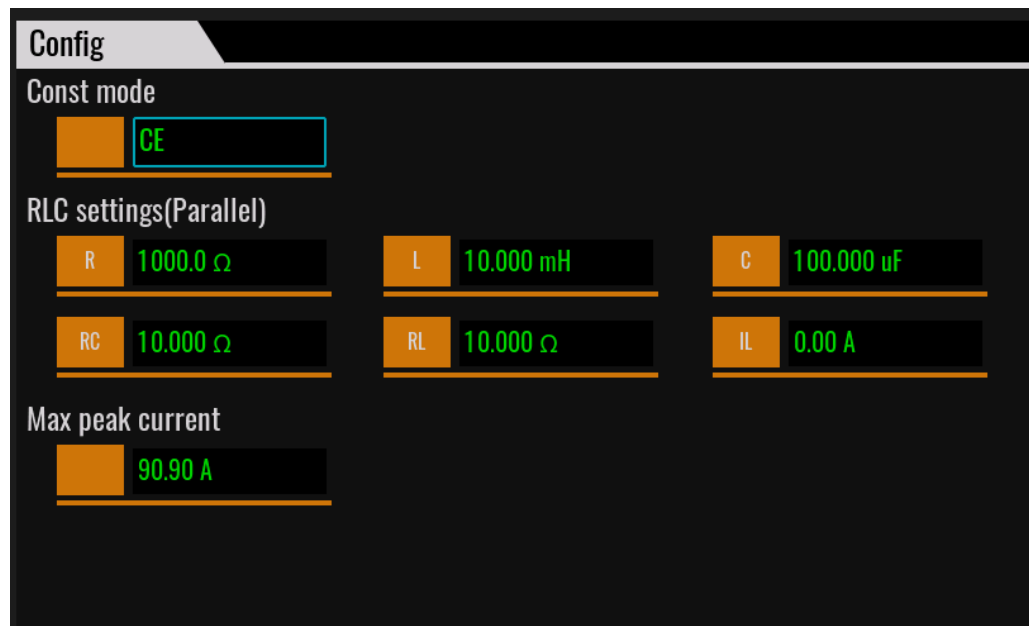 Config
Const mode
CE
RLC settings(Parallel)
R 1000.0 Ω L 10.000 mH C 100.000 uF
RC 10.000 Ω RL 10.000 Ω IL 0.00 A
Max peak current
90.90 A